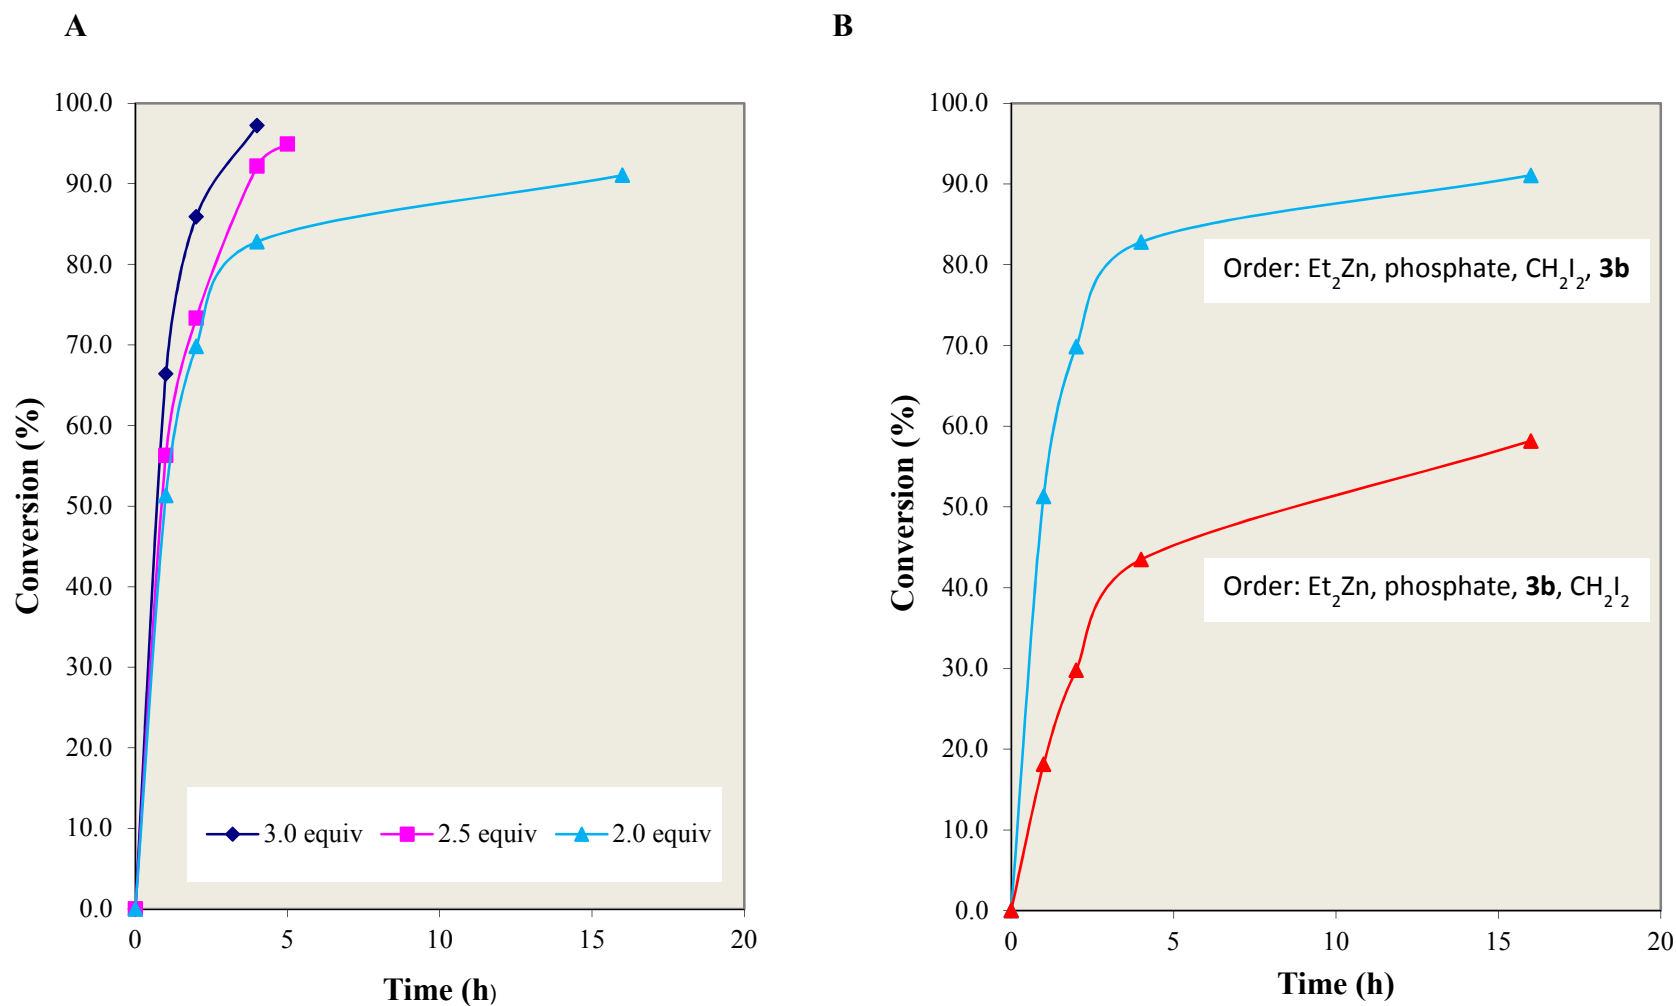 A
100.0
90.0
80.0
70.0
60.0
50.0
40.0
30.0
20.0
10.0
0.0
0 5 10 15 20
Conversion (%)
Time (h)
3.0 equiv 2.5 equiv 2.0 equiv
B
100.0
90.0
80.0
70.0
60.0
50.0
40.0
30.0
20.0
10.0
0.0
0 5 10 15 20
Conversion (%)
Time (h)
Order: Et₂Zn, phosphate, CH₂I₂, 3b
Order: Et₂Zn, phosphate, 3b, CH₂I₂